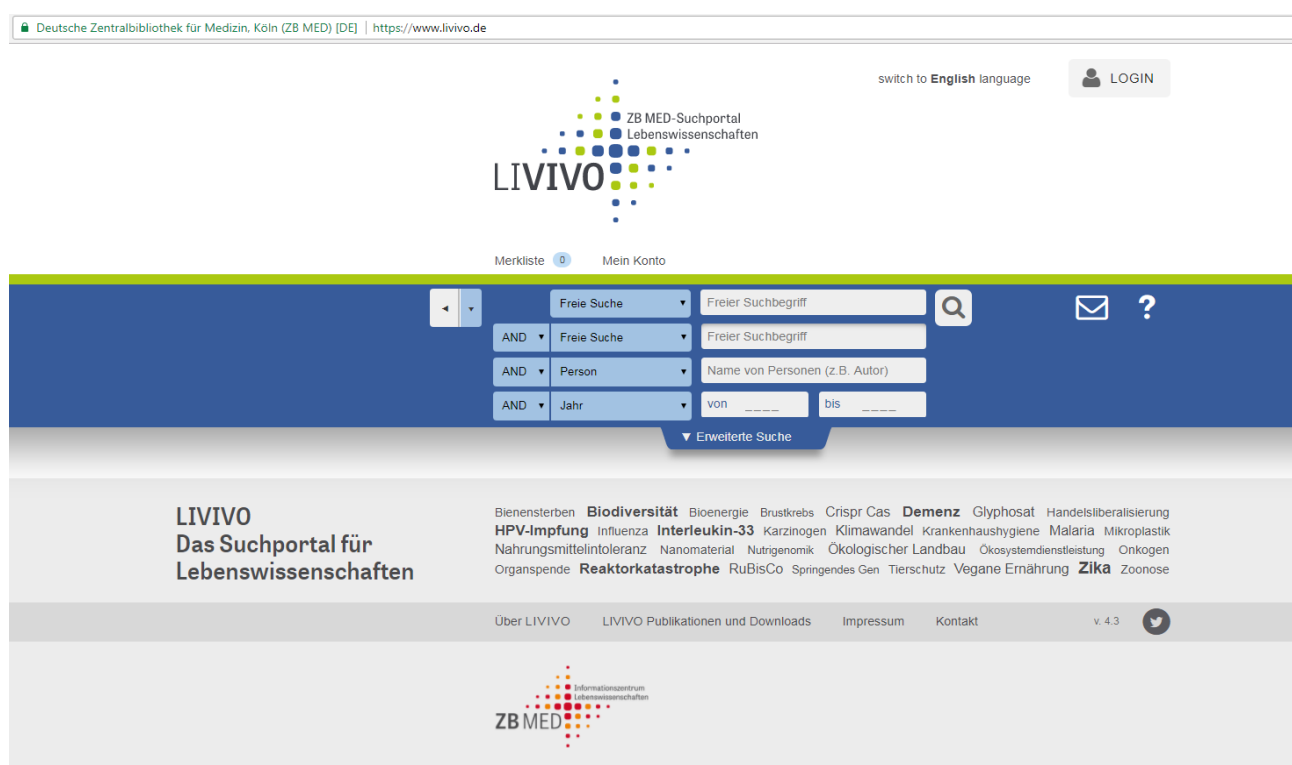 Deutsche Zentralbibliothek für Medizin, Köln (ZB MED) [DE] | https://www.livivo.de
switch to English language
LOGIN
ZB MED-Suchportal
Lebenswissenschaften
LIVIVO
Merkliste 0 Mein Konto
Freie Suche Freier Suchbegriff
?
AND Freie Suche Freier Suchbegriff
AND Person Name von Personen (z.B. Autor)
AND Jahr von ____ bis ____
▼ Erweiterte Suche
LIVIVO
Das Suchportal für
Lebenswissenschaften
Bienensterben Biodiversität Bioenergie Brustkrebs Crispr Cas Demenz Glyphosat Handelsliberalisierung
HPV-Impfung Influenza Interleukin-33 Karzinogen Klimawandel Krankenhaushygiene Malaria Mikroplastik
Nahrungsmittelintoleranz Nanomaterial Nutrigenomik Ökologischer Landbau Ökosystemdienstleistung Onkogen
Organspende Reaktorkatastrophe RuBisCo Springendes Gen Tierschutz Vegane Ernährung Zika Zoonose
Über LIVIVO LIVIVO Publikationen und Downloads Impressum Kontakt v. 4.3
Informationszentrum
Lebenswissenschaften
ZB MED